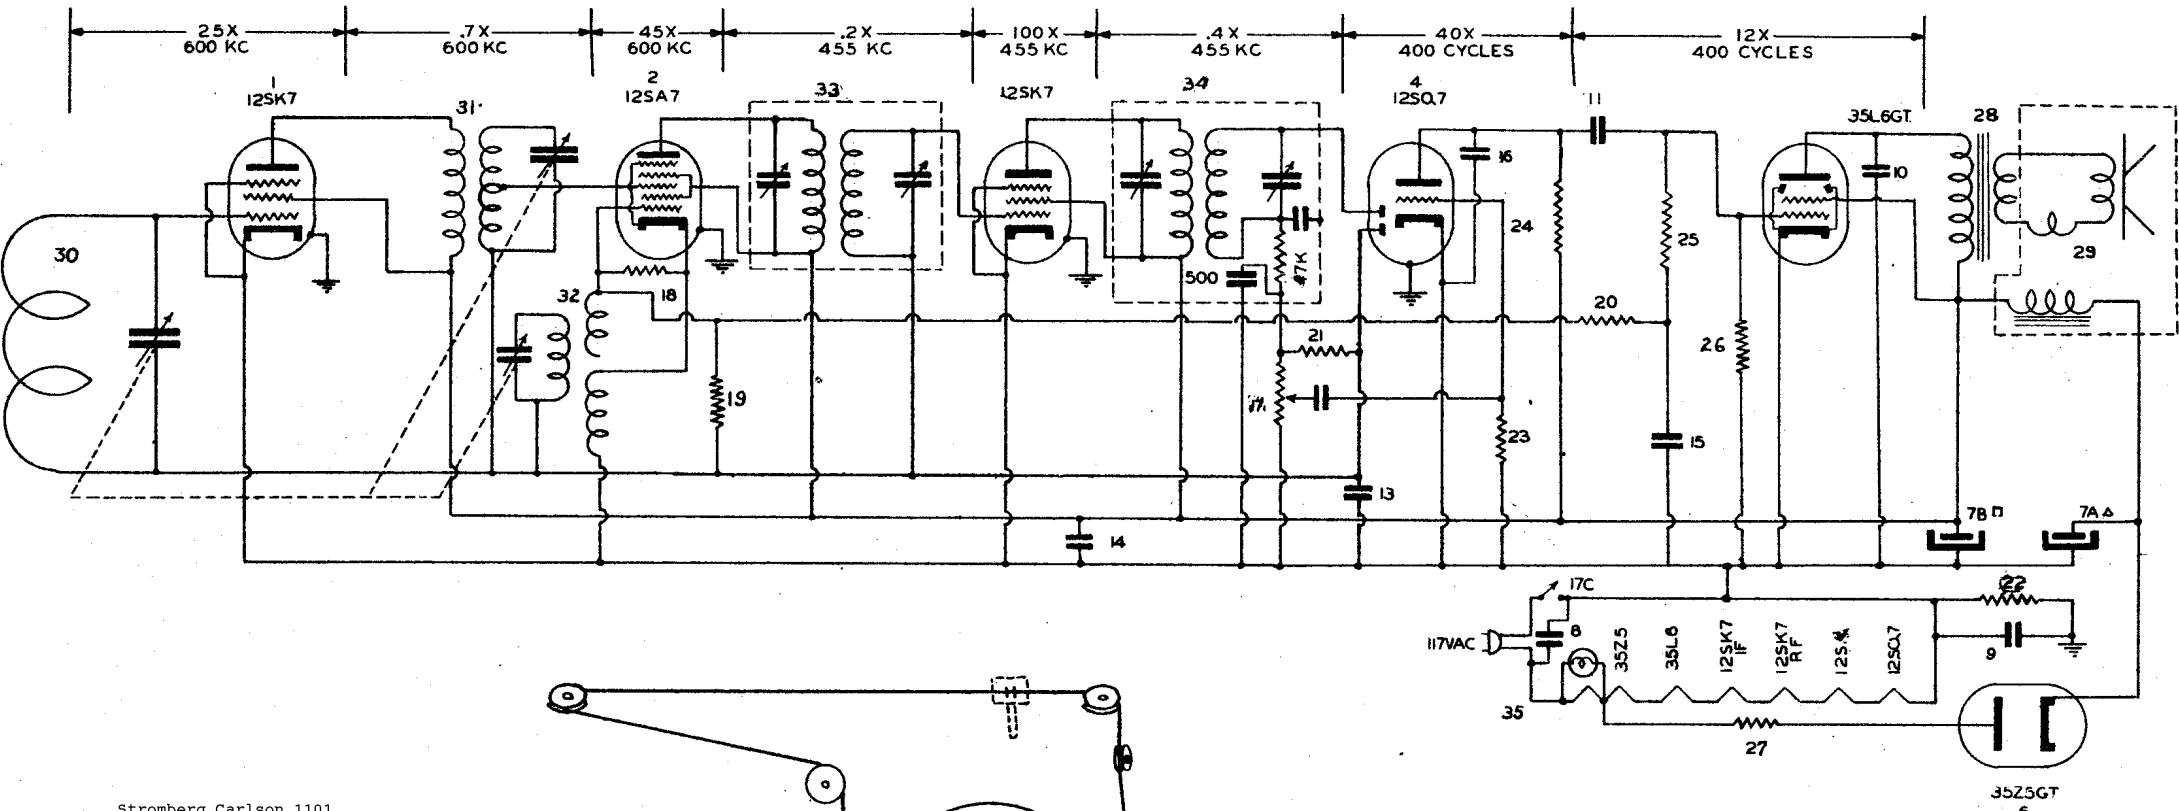 25X
600 KC
.7X
600 KC
45X
600 KC
.2X
455 KC
100X
455 KC
.4X
455 KC
40X
400 CYCLES
12X
400 CYCLES
1
12SK7
31
2
12SA7
33
12SK7
34
4
12SQ7
11
35L6GT
28
16
10
30
24
25
29
500
47K
18
32
20
21
26
19
23
15
13
14
7B
7A
17C
22
117VAC
8
35Z5
35L6
12SK7
IF
12SK7
RF
12SQ7
9
35
27
35Z5GT
6
Stromberg Carlson 1101